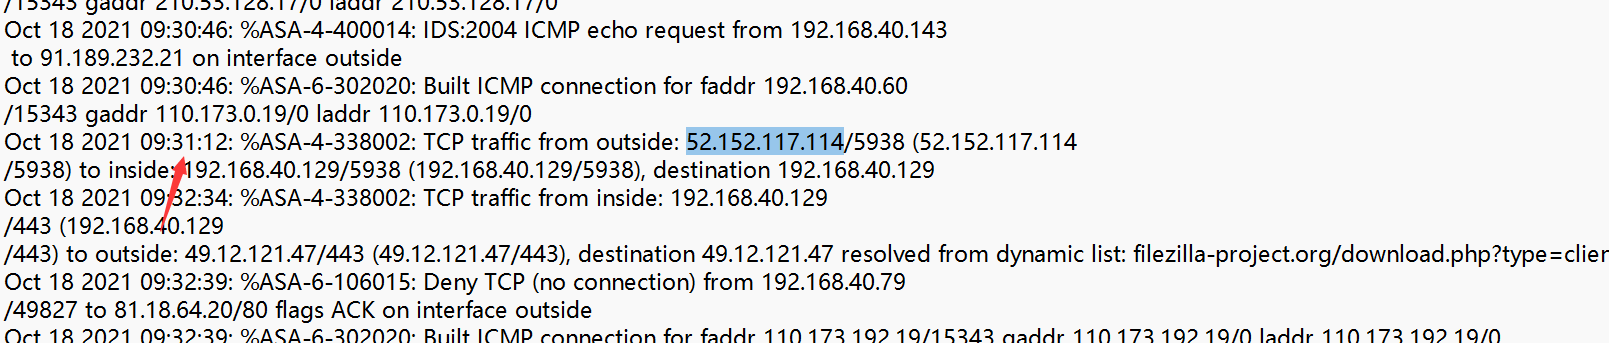 /15343 gaddr 210.53.128.17/0 laddr 210.53.128.17/0
Oct 18 2021 09:30:46: %ASA-4-400014: IDS:2004 ICMP echo request from 192.168.40.143
to 91.189.232.21 on interface outside
Oct 18 2021 09:30:46: %ASA-6-302020: Built ICMP connection for faddr 192.168.40.60
/15343 gaddr 110.173.0.19/0 laddr 110.173.0.19/0
Oct 18 2021 09:31:12: %ASA-4-338002: TCP traffic from outside: 52.152.117.114/5938 (52.152.117.114
/5938) to inside: 192.168.40.129/5938 (192.168.40.129/5938), destination 192.168.40.129
Oct 18 2021 09:32:34: %ASA-4-338002: TCP traffic from inside: 192.168.40.129
/443 (192.168.40.129
/443) to outside: 49.12.121.47/443 (49.12.121.47/443), destination 49.12.121.47 resolved from dynamic list: filezilla-project.org/download.php?type=clier
Oct 18 2021 09:32:39: %ASA-6-106015: Deny TCP (no connection) from 192.168.40.79
/49827 to 81.18.64.20/80 flags ACK on interface outside
Oct 18 2021 09:32:39: %ASA-6-302020: Built ICMP connection for faddr 110.173.192.19/15343 gaddr 110.173.192.19/0 laddr 110.173.192.19/0